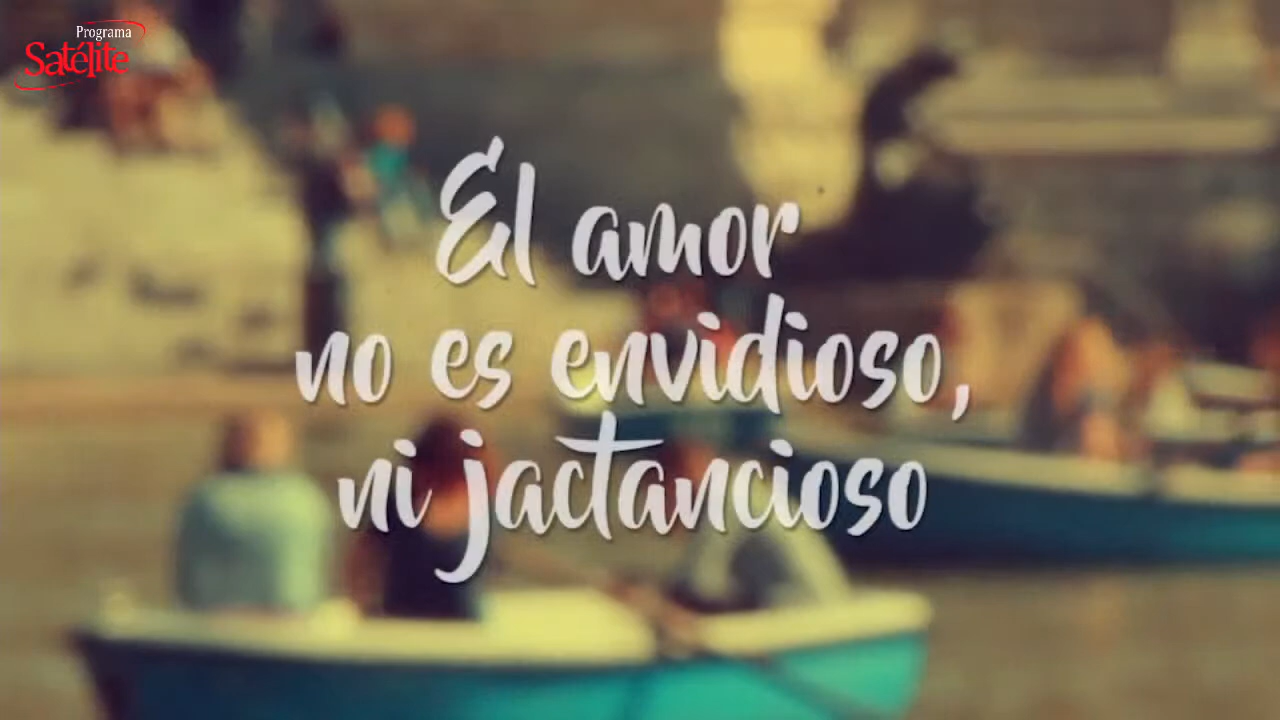 Programa
Satélite
El amor
no es envidioso,
ni jactancioso